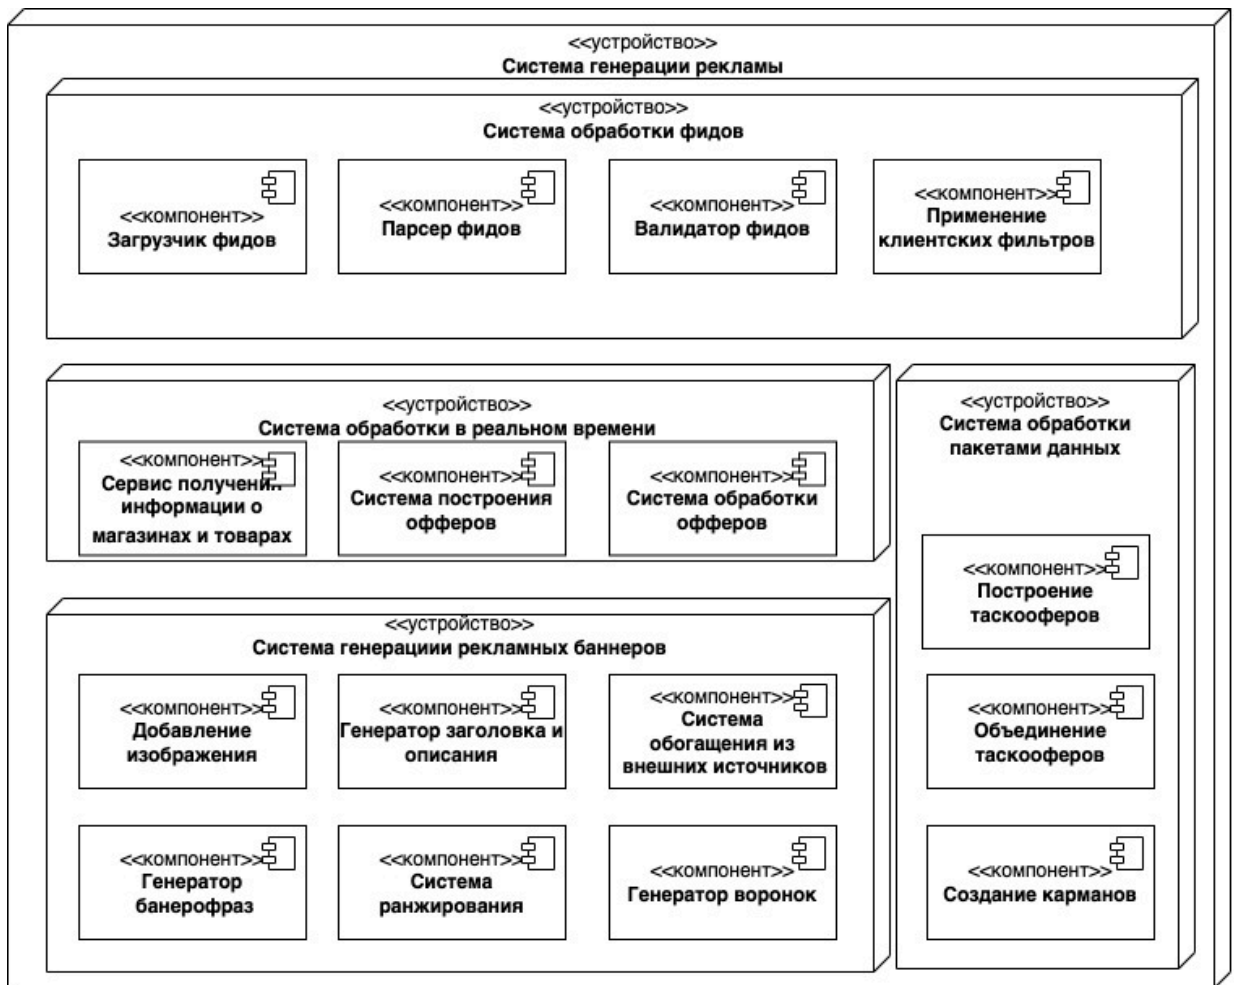 <<устройство>>
Система генерации рекламы
<<устройство>>
Система обработки фидов
<<компонент>>
Загрузчик фидов
<<компонент>>
Парсер фидов
<<компонент>>
Валидатор фидов
<<компонент>>
Применение
клиентских фильтров
<<устройство>>
Система обработки в реальном времени
<<компонент>>
Сервис получения
информации о
магазинах и товарах
<<компонент>>
Система построения
офферов
<<компонент>>
Система обработки
офферов
<<устройство>>
Система обработки
пакетами данных
<<компонент>>
Построение
таскооферов
<<компонент>>
Объединение
таскооферов
<<компонент>>
Создание карманов
<<устройство>>
Система генерациии рекламных баннеров
<<компонент>>
Добавление
изображения
<<компонент>>
Генератор заголовка и
описания
<<компонент>>
Система
обогащения из
внешних источников
<<компонент>>
Генератор
банерофраз
<<компонент>>
Система
ранжирования
<<компонент>>
Генератор воронок